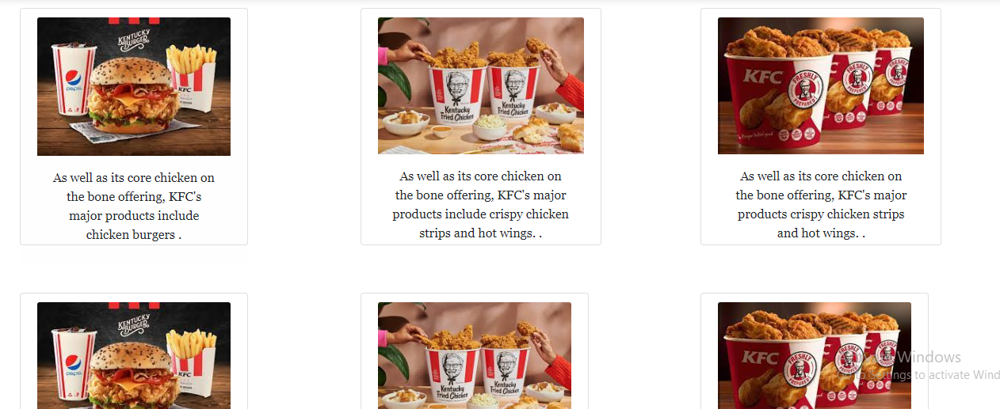 KENTUCKY
BURGER
pepsi
KFC
Kentucky
Fried Chicken
Kentucky
Fried Chicken
KFC
FRESHLY
PREPARED
FRESHLY
PREPARED
FRESHLY
PREPARED
As well as its core chicken on
the bone offering, KFC's
major products include
chicken burgers .
As well as its core chicken on
the bone offering, KFC's major
products include crispy chicken
strips and hot wings. .
As well as its core chicken on
the bone offering, KFC's major
products crispy chicken strips
and hot wings. .
KENTUCKY
BURGER
pepsi
KFC
Kentucky
Fried Chicken
Kentucky
Fried Chicken
KFC
FRESHLY
FRESHLY
FRESHLY
Windows
Settings to activate Wind